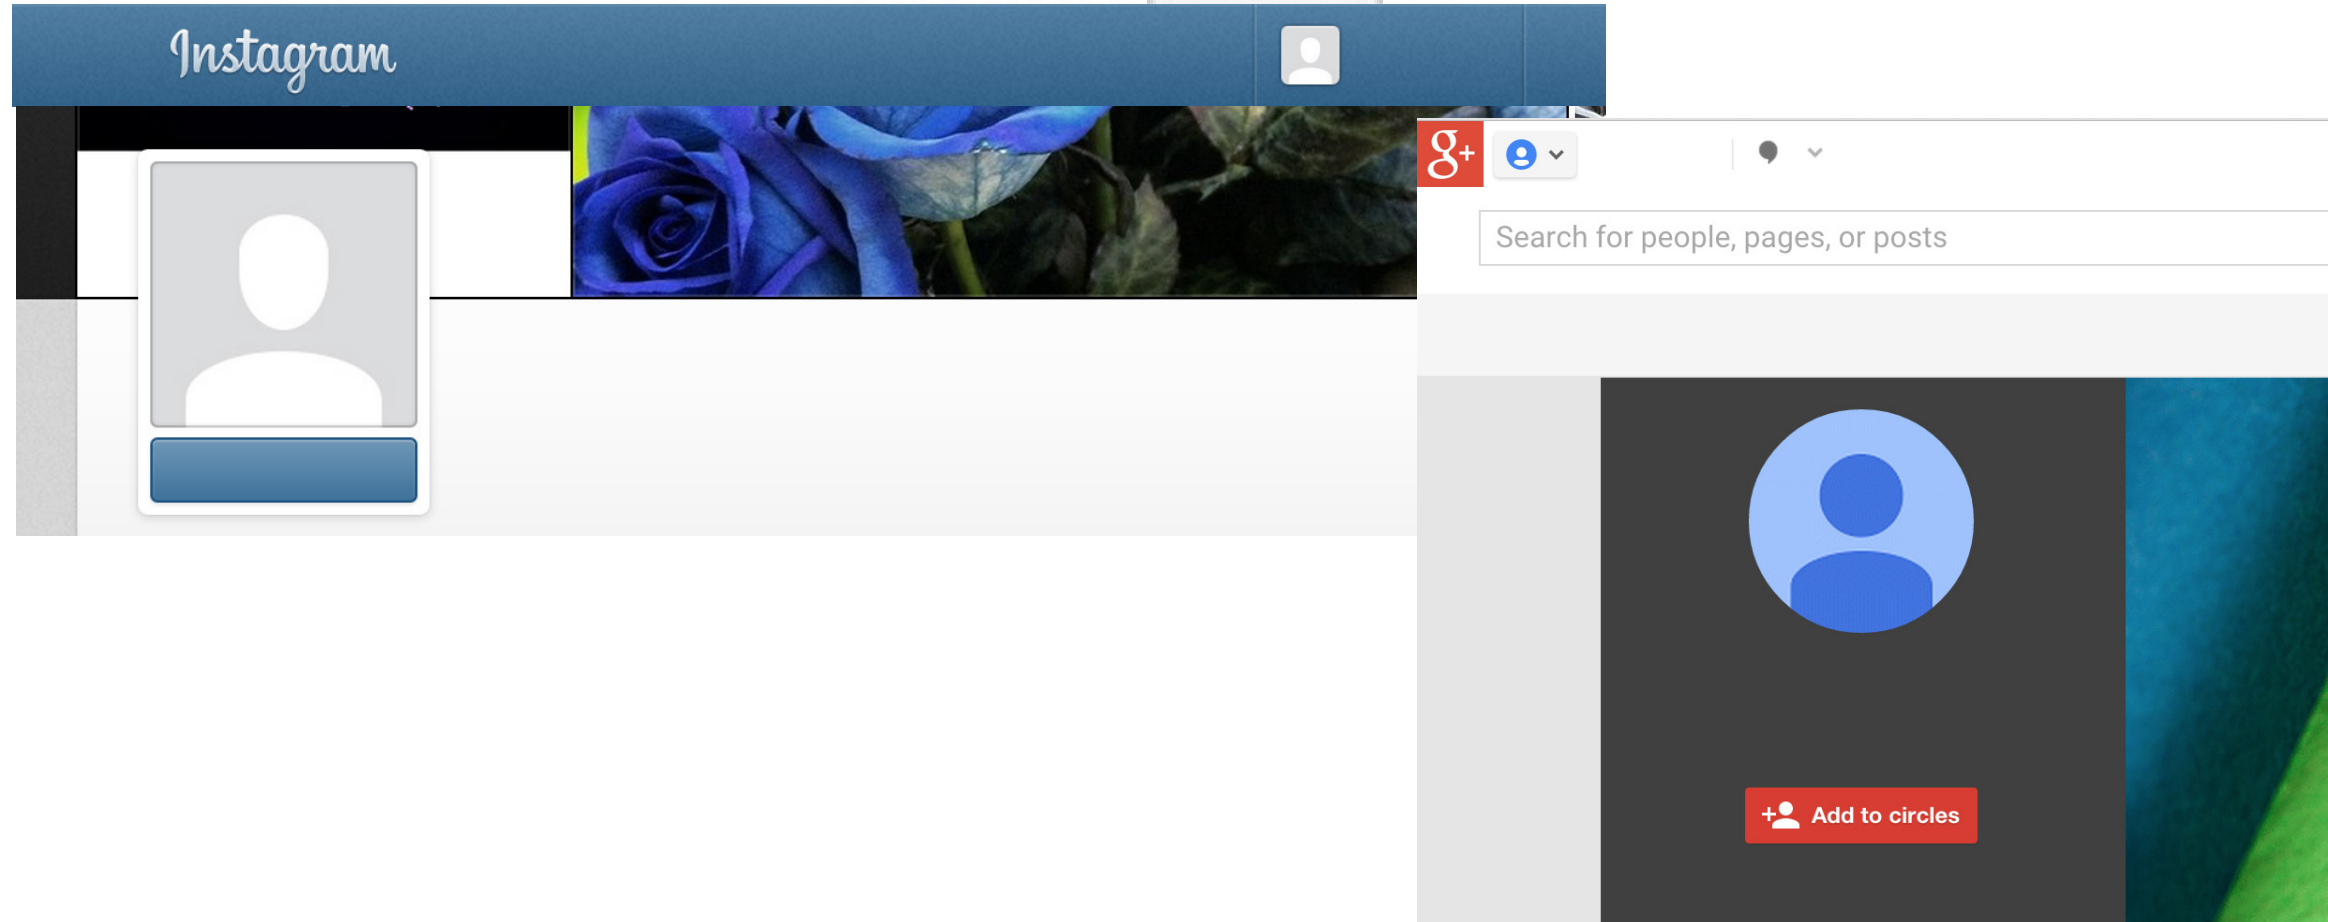 Instagram
g+
Search for people, pages, or posts
Add to circles